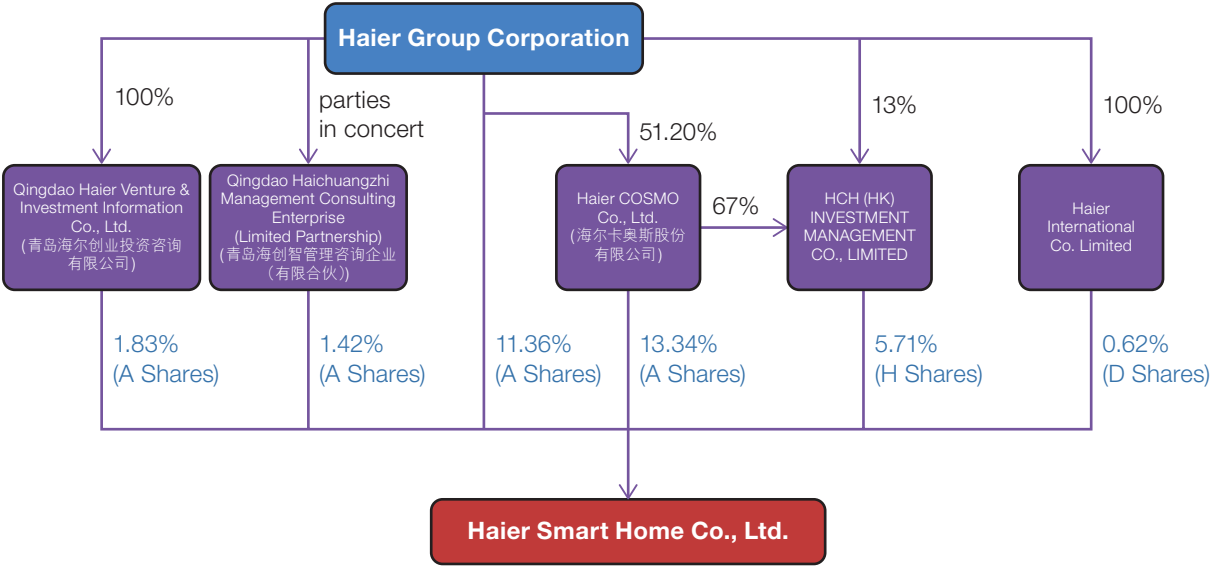 Haier Group Corporation
100%
parties
in concert
51.20%
13%
100%
Qingdao Haier Venture &
Investment Information
Co., Ltd.
(青岛海尔创业投资咨询
有限公司)
Qingdao Haichuangzhi
Management Consulting
Enterprise
(Limited Partnership)
(青岛海创智管理咨询企业
(有限合伙))
Haier COSMO
Co., Ltd.
(海尔卡奥斯股份
有限公司)
67%
HCH (HK)
INVESTMENT
MANAGEMENT
CO., LIMITED
Haier
International
Co. Limited
1.83%
(A Shares)
1.42%
(A Shares)
11.36%
(A Shares)
13.34%
(A Shares)
5.71%
(H Shares)
0.62%
(D Shares)
Haier Smart Home Co., Ltd.